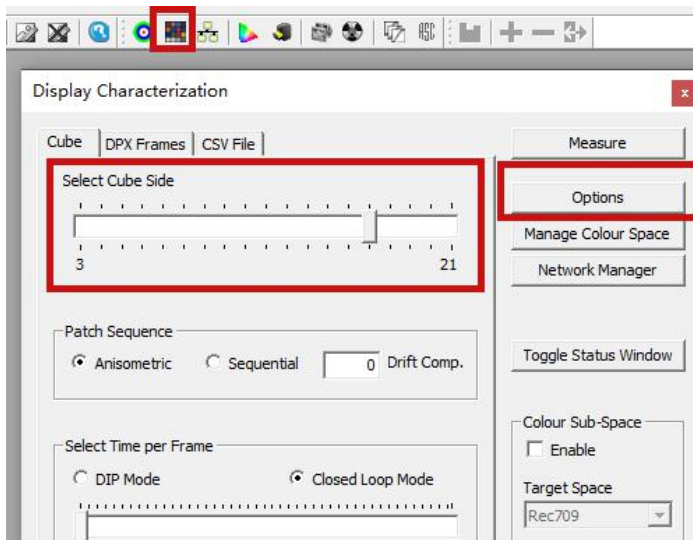 ASC
Display Characterization
x
Cube DPX Frames CSV File
Measure
Select Cube Side
Options
Manage Colour Space
3 21
Network Manager
Patch Sequence
Anisometric Sequential 0 Drift Comp.
Toggle Status Window
Colour Sub-Space
Enable
Select Time per Frame
DIP Mode Closed Loop Mode
Target Space
Rec709